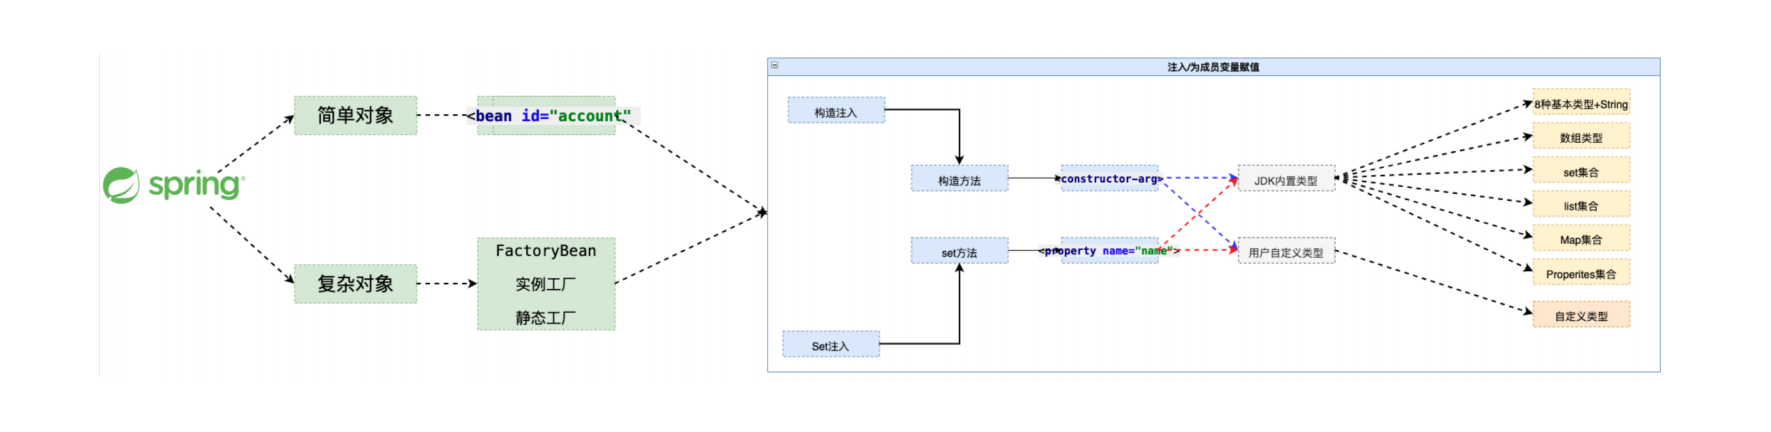 spring
简单对象
<bean id="account"
复杂对象
FactoryBean
实例工厂
静态工厂
注入/为成员变量赋值
构造注入
构造方法
<constructor-arg>
set方法
<property name="name">
Set注入
JDK内置类型
用户自定义类型
8种基本类型+String
数组类型
set集合
list集合
Map集合
Properites集合
自定义类型